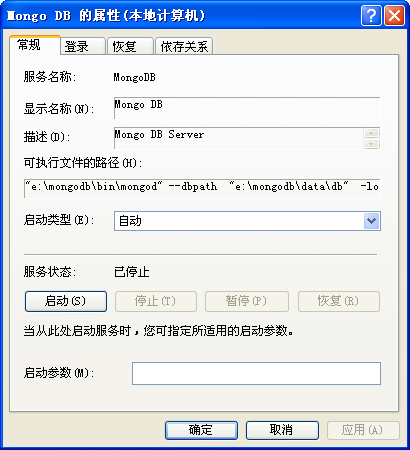 Mongo DB 的属性(本地计算机)
常规 登录 恢复 依存关系
服务名称: MongoDB
显示名称(N): Mongo DB
描述(D): Mongo DB Server
可执行文件的路径(H):
"e:\mongodb\bin\mongod" --dbpath "e:\mongodb\data\db" -lo
启动类型(E): 自动
服务状态: 已停止
启动(S) 停止(T) 暂停(P) 恢复(R)
当从此处启动服务时，您可指定所适用的启动参数。
启动参数(M):
确定 取消 应用(A)